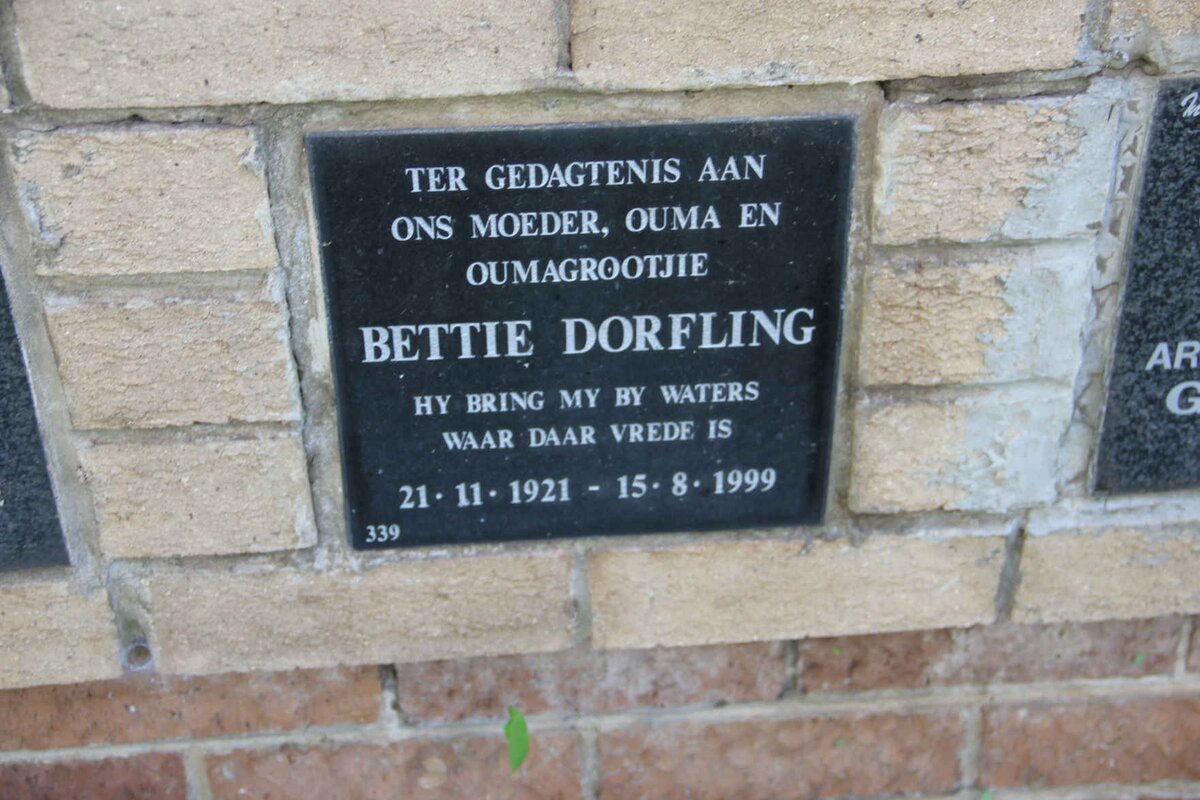 TER GEDAGTENIS AAN
ONS MOEDER, OUMA EN
OUMAGROOTJIE
BETTIE DORFLING
HY BRING MY BY WATERS
WAAR DAAR VREDE IS
21·11·1921 - 15·8·1999
339
AR
G